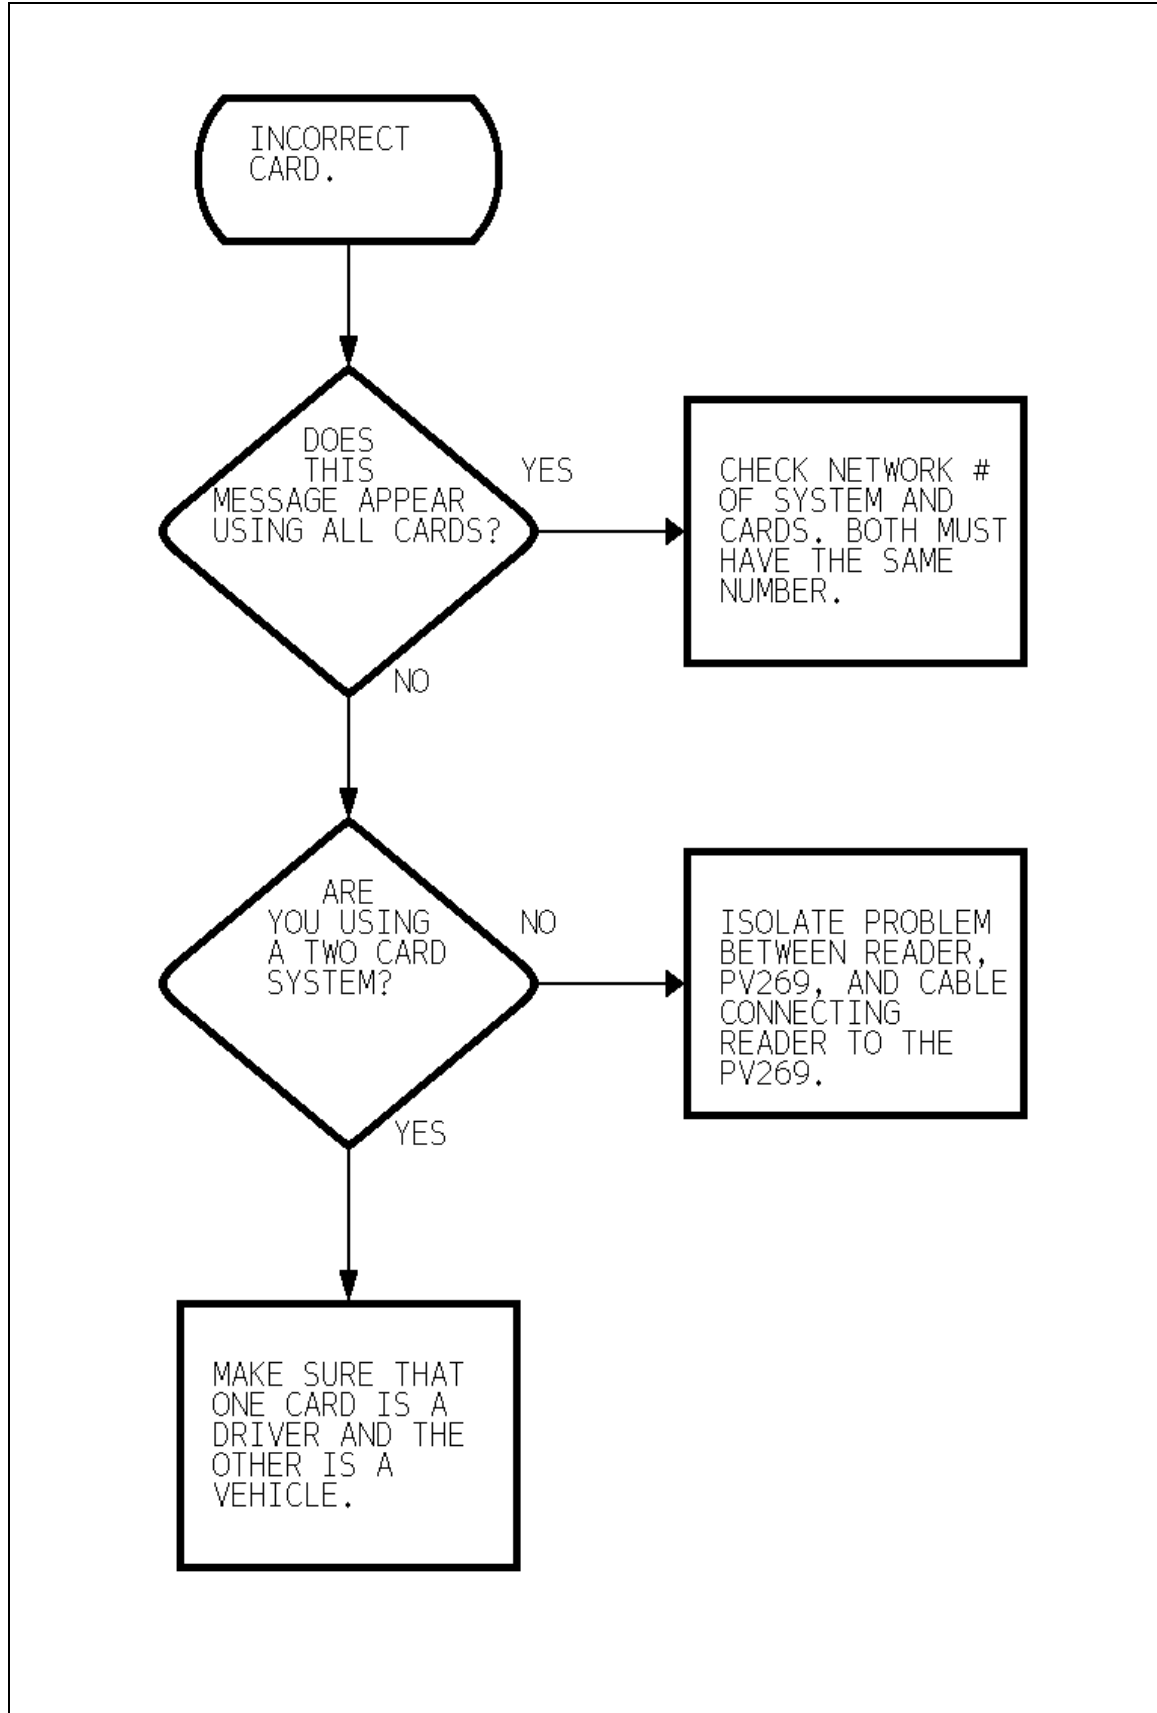 INCORRECT
CARD.
DOES
THIS
MESSAGE APPEAR
USING ALL CARDS?
YES
CHECK NETWORK #
OF SYSTEM AND
CARDS. BOTH MUST
HAVE THE SAME
NUMBER.
NO
ARE
YOU USING
A TWO CARD
SYSTEM?
NO
ISOLATE PROBLEM
BETWEEN READER,
PV269, AND CABLE
CONNECTING
READER TO THE
PV269.
YES
MAKE SURE THAT
ONE CARD IS A
DRIVER AND THE
OTHER IS A
VEHICLE.